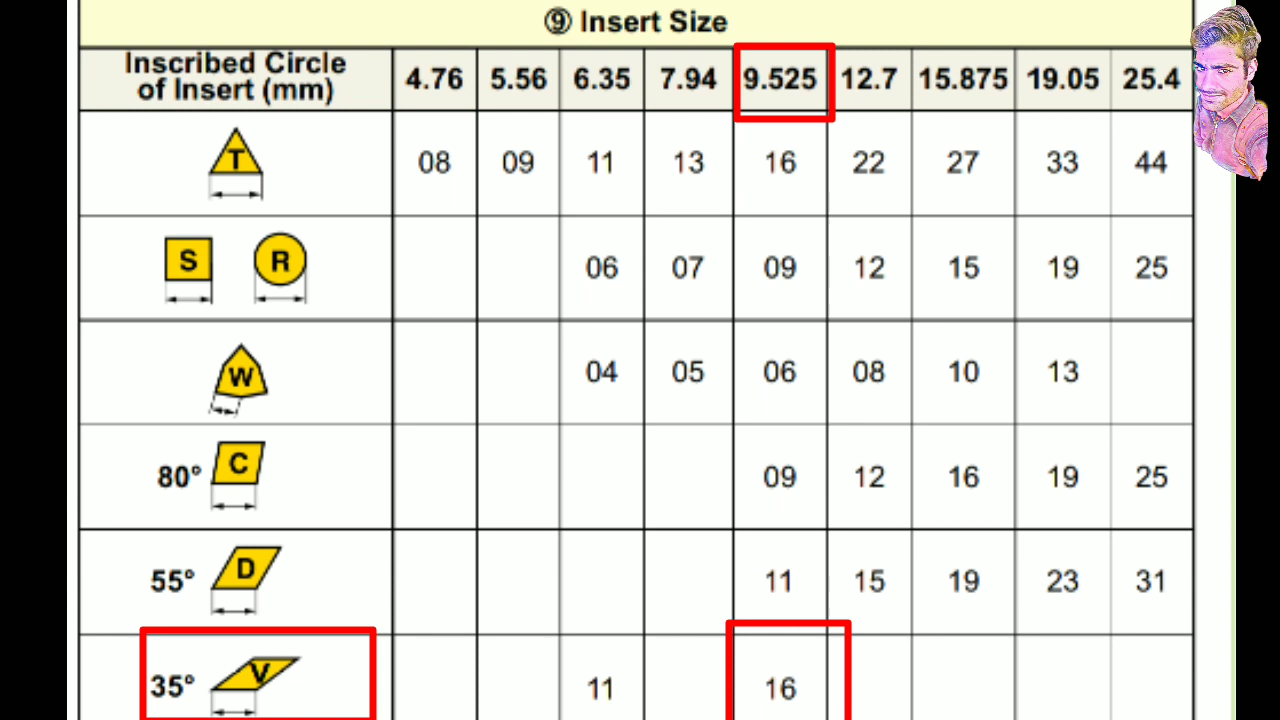 ⑨ Insert Size
Inscribed Circle of Insert (mm) 4.76 5.56 6.35 7.94 9.525 12.7 15.875 19.05 25.4
T 08 09 11 13 16 22 27 33 44
S R 06 07 09 12 15 19 25
W 04 05 06 08 10 13
80° C 09 12 16 19 25
55° D 11 15 19 23 31
35° V 11 16